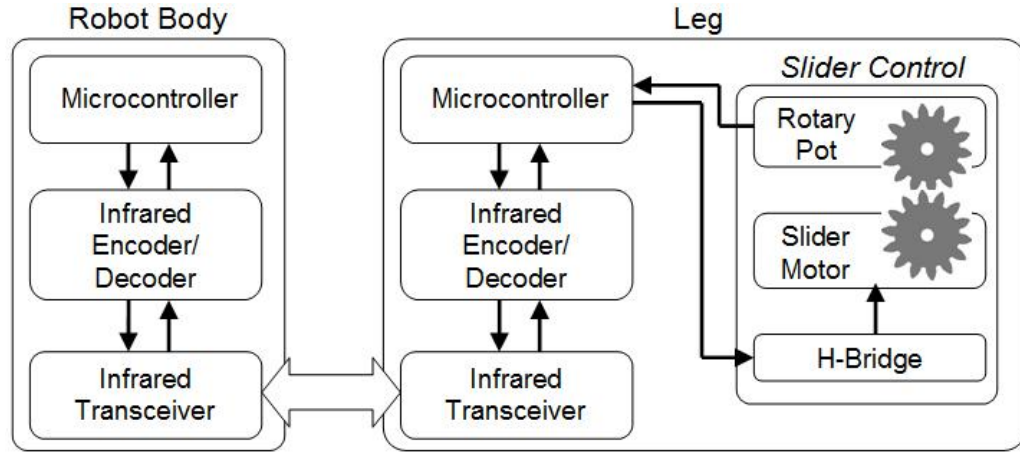 Robot Body
Microcontroller
Infrared
Encoder/
Decoder
Infrared
Transceiver
Leg
Microcontroller
Infrared
Encoder/
Decoder
Infrared
Transceiver
Slider Control
Rotary
Pot
Slider
Motor
H-Bridge